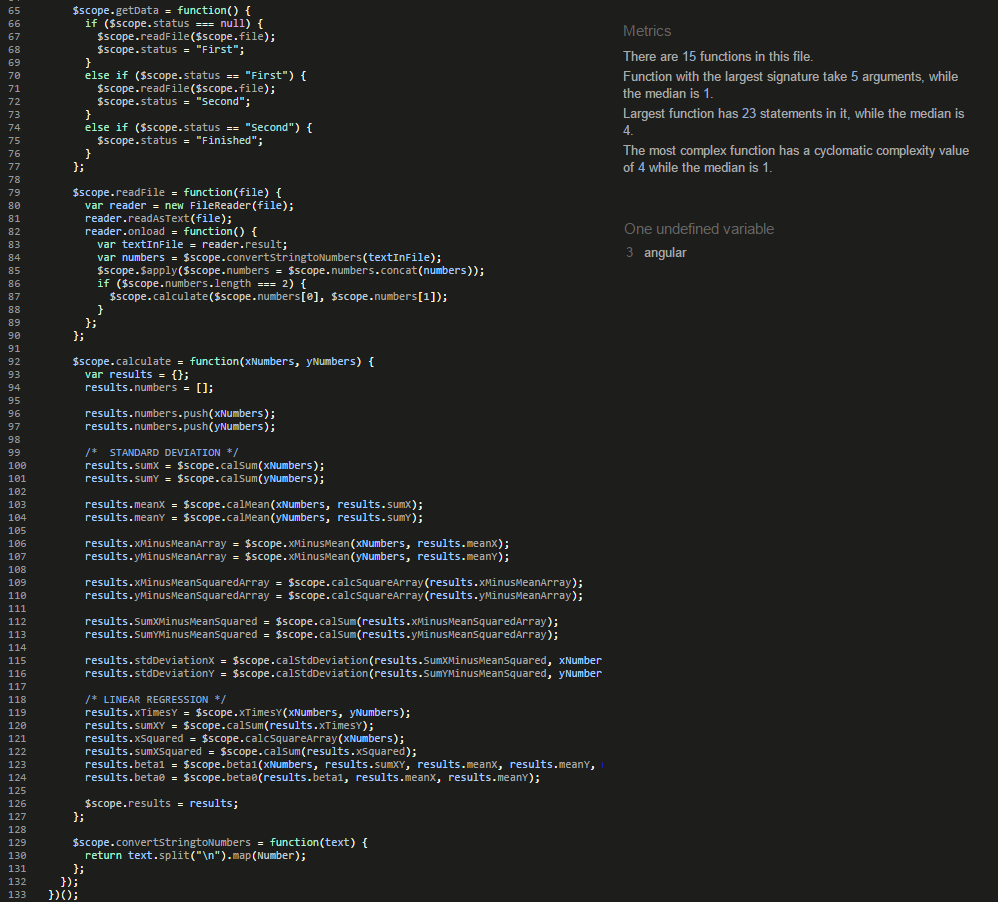 65 $scope.getData = function() {
66 if ($scope.status === null) {
67 $scope.readFile($scope.file);
68 $scope.status = "First";
69 }
70 else if ($scope.status == "First") {
71 $scope.readFile($scope.file);
72 $scope.status = "Second";
73 }
74 else if ($scope.status == "Second") {
75 $scope.status = "Finished";
76 }
77 };
78
79 $scope.readFile = function(file) {
80 var reader = new FileReader(file);
81 reader.readAsText(file);
82 reader.onload = function() {
83 var textInFile = reader.result;
84 var numbers = $scope.convertStringtoNumbers(textInFile);
85 $scope.$apply($scope.numbers = $scope.numbers.concat(numbers));
86 if ($scope.numbers.length === 2) {
87 $scope.calculate($scope.numbers[0], $scope.numbers[1]);
88 }
89 };
90 };
91
92 $scope.calculate = function(xNumbers, yNumbers) {
93 var results = {};
94 results.numbers = [];
95
96 results.numbers.push(xNumbers);
97 results.numbers.push(yNumbers);
98
99 /* STANDARD DEVIATION */
100 results.sumX = $scope.calSum(xNumbers);
101 results.sumY = $scope.calSum(yNumbers);
102
103 results.meanX = $scope.calMean(xNumbers, results.sumX);
104 results.meanY = $scope.calMean(yNumbers, results.sumY);
105
106 results.xMinusMeanArray = $scope.xMinusMean(xNumbers, results.meanX);
107 results.yMinusMeanArray = $scope.xMinusMean(yNumbers, results.meanY);
108
109 results.xMinusMeanSquaredArray = $scope.calcSquareArray(results.xMinusMeanArray);
110 results.yMinusMeanSquaredArray = $scope.calcSquareArray(results.yMinusMeanArray);
111
112 results.SumXMinusMeanSquared = $scope.calSum(results.xMinusMeanSquaredArray);
113 results.SumYMinusMeanSquared = $scope.calSum(results.yMinusMeanSquaredArray);
114
115 results.stdDeviationX = $scope.calStdDeviation(results.SumXMinusMeanSquared, xNumber
116 results.stdDeviationY = $scope.calStdDeviation(results.SumYMinusMeanSquared, yNumber
117
118 /* LINEAR REGRESSION */
119 results.xTimesY = $scope.xTimesY(xNumbers, yNumbers);
120 results.sumXY = $scope.calSum(results.xTimesY);
121 results.xSquared = $scope.calcSquareArray(xNumbers);
122 results.sumXSquared = $scope.calSum(results.xSquared);
123 results.beta1 = $scope.beta1(xNumbers, results.sumXY, results.meanX, results.meanY,
124 results.beta0 = $scope.beta0(results.beta1, results.meanX, results.meanY);
125
126 $scope.results = results;
127 };
128
129 $scope.convertStringtoNumbers = function(text) {
130 return text.split("\n").map(Number);
131 };
132 });
133 })();
Metrics
There are 15 functions in this file.
Function with the largest signature take 5 arguments, while
the median is 1.
Largest function has 23 statements in it, while the median is
4.
The most complex function has a cyclomatic complexity value
of 4 while the median is 1.
One undefined variable
3 angular